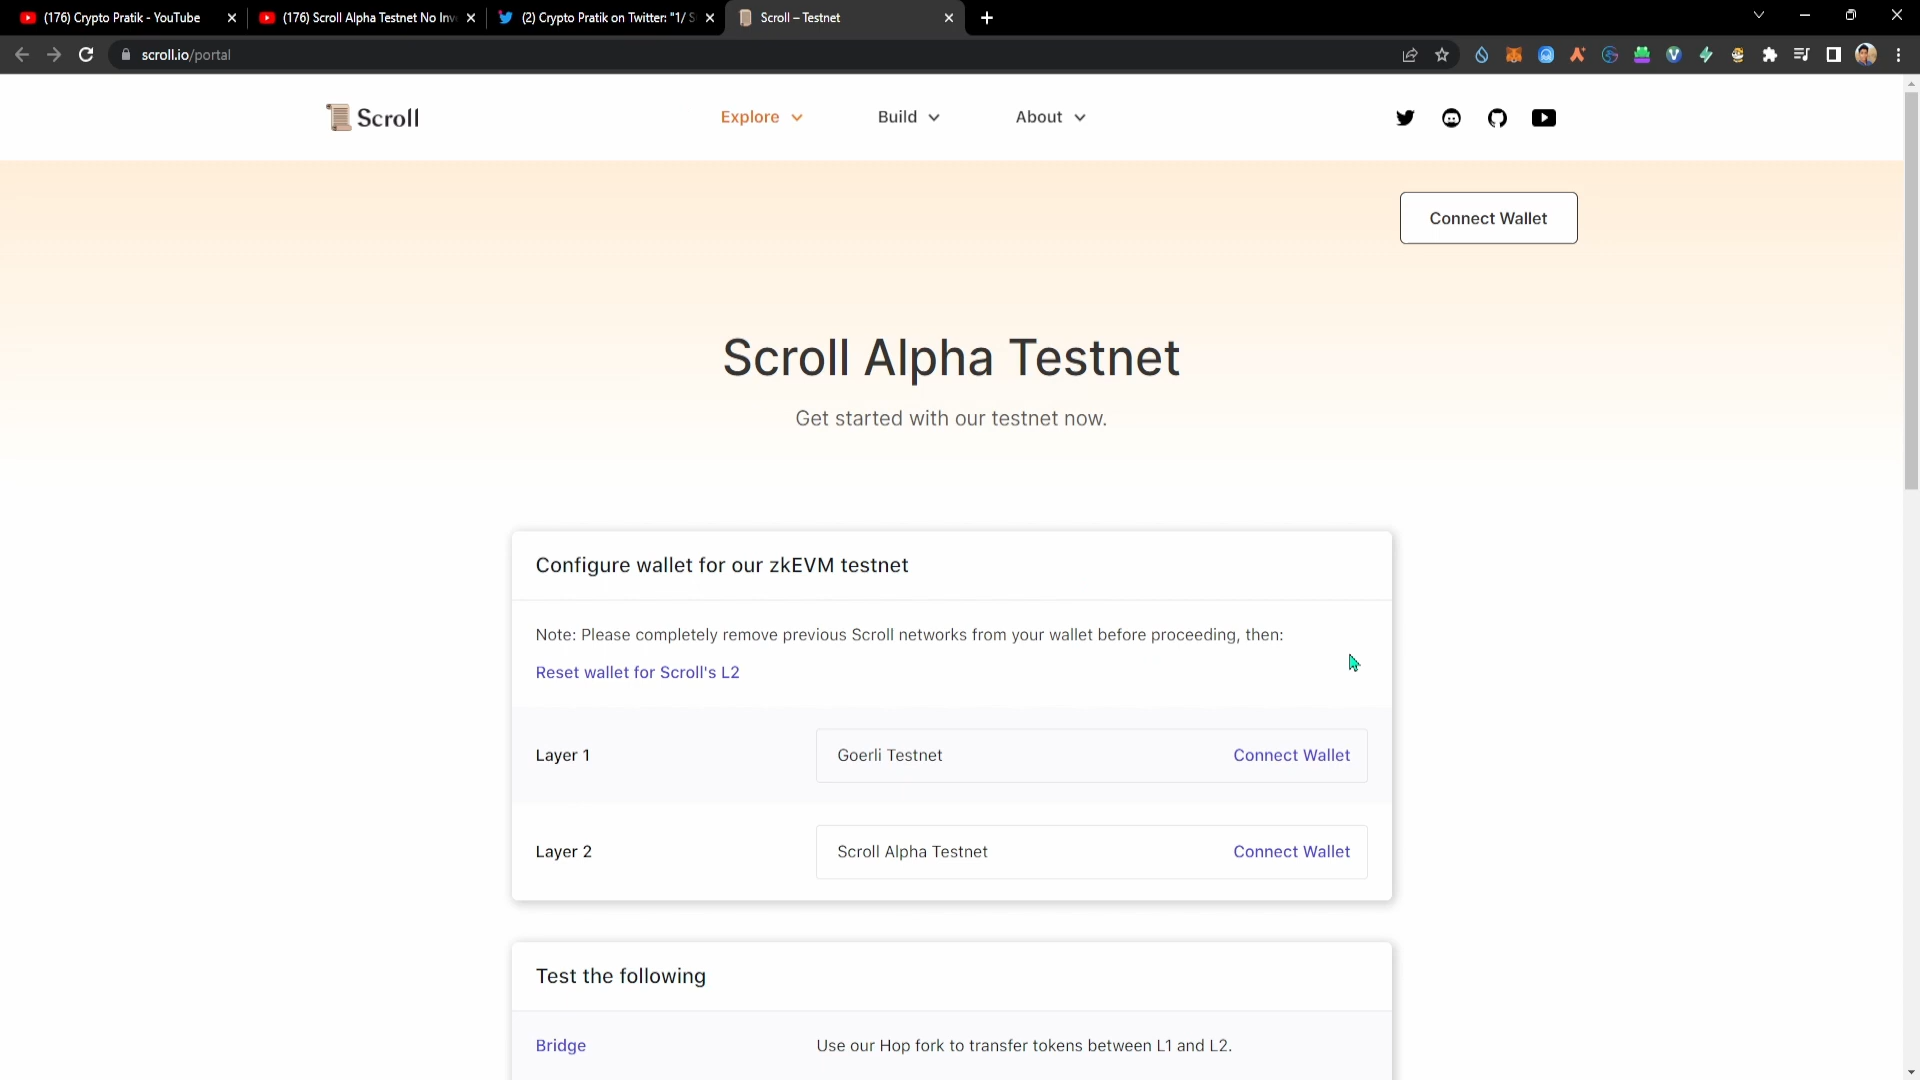 (176) Crypto Pratik - YouTube
(176) Scroll Alpha Testnet No Inv
(2) Crypto Pratik on Twitter: "1/ S
Scroll – Testnet
scroll.io/portal
Scroll
Explore
Build
About
Connect Wallet
Scroll Alpha Testnet
Get started with our testnet now.
Configure wallet for our zkEVM testnet
Note: Please completely remove previous Scroll networks from your wallet before proceeding, then:
Reset wallet for Scroll's L2
Layer 1
Goerli Testnet
Connect Wallet
Layer 2
Scroll Alpha Testnet
Connect Wallet
Test the following
Bridge
Use our Hop fork to transfer tokens between L1 and L2.